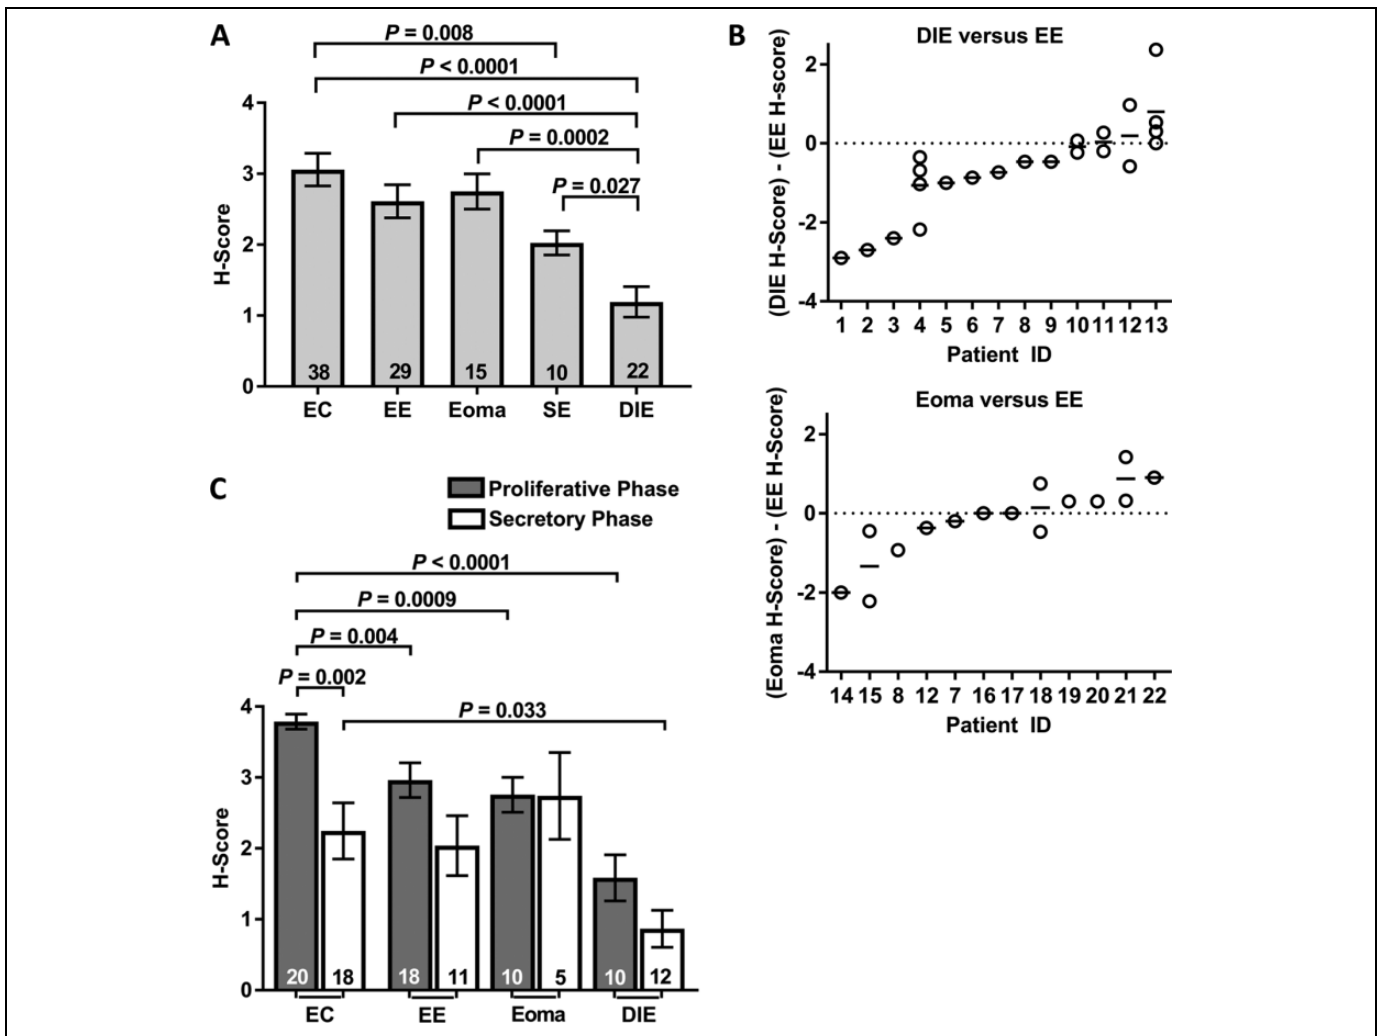 A
P = 0.008
P < 0.0001
P < 0.0001
P = 0.0002
P = 0.027
H-Score
4
3
2
1
0
38
29
15
10
22
EC
EE
Eoma
SE
DIE
B
DIE versus EE
(DIE H-Score) - (EE H-score)
2
0
-2
-4
1 2 3 4 5 6 7 8 9 10 11 12 13
Patient ID
Eoma versus EE
(Eoma H-Score) - (EE H-Score)
2
0
-2
-4
14 15 8 12 7 16 17 18 19 20 21 22
Patient ID
C
Proliferative Phase
Secretory Phase
P < 0.0001
P = 0.0009
P = 0.004
P = 0.002
P = 0.033
H-Score
4
3
2
1
0
20
18
18
11
10
5
10
12
EC
EE
Eoma
DIE